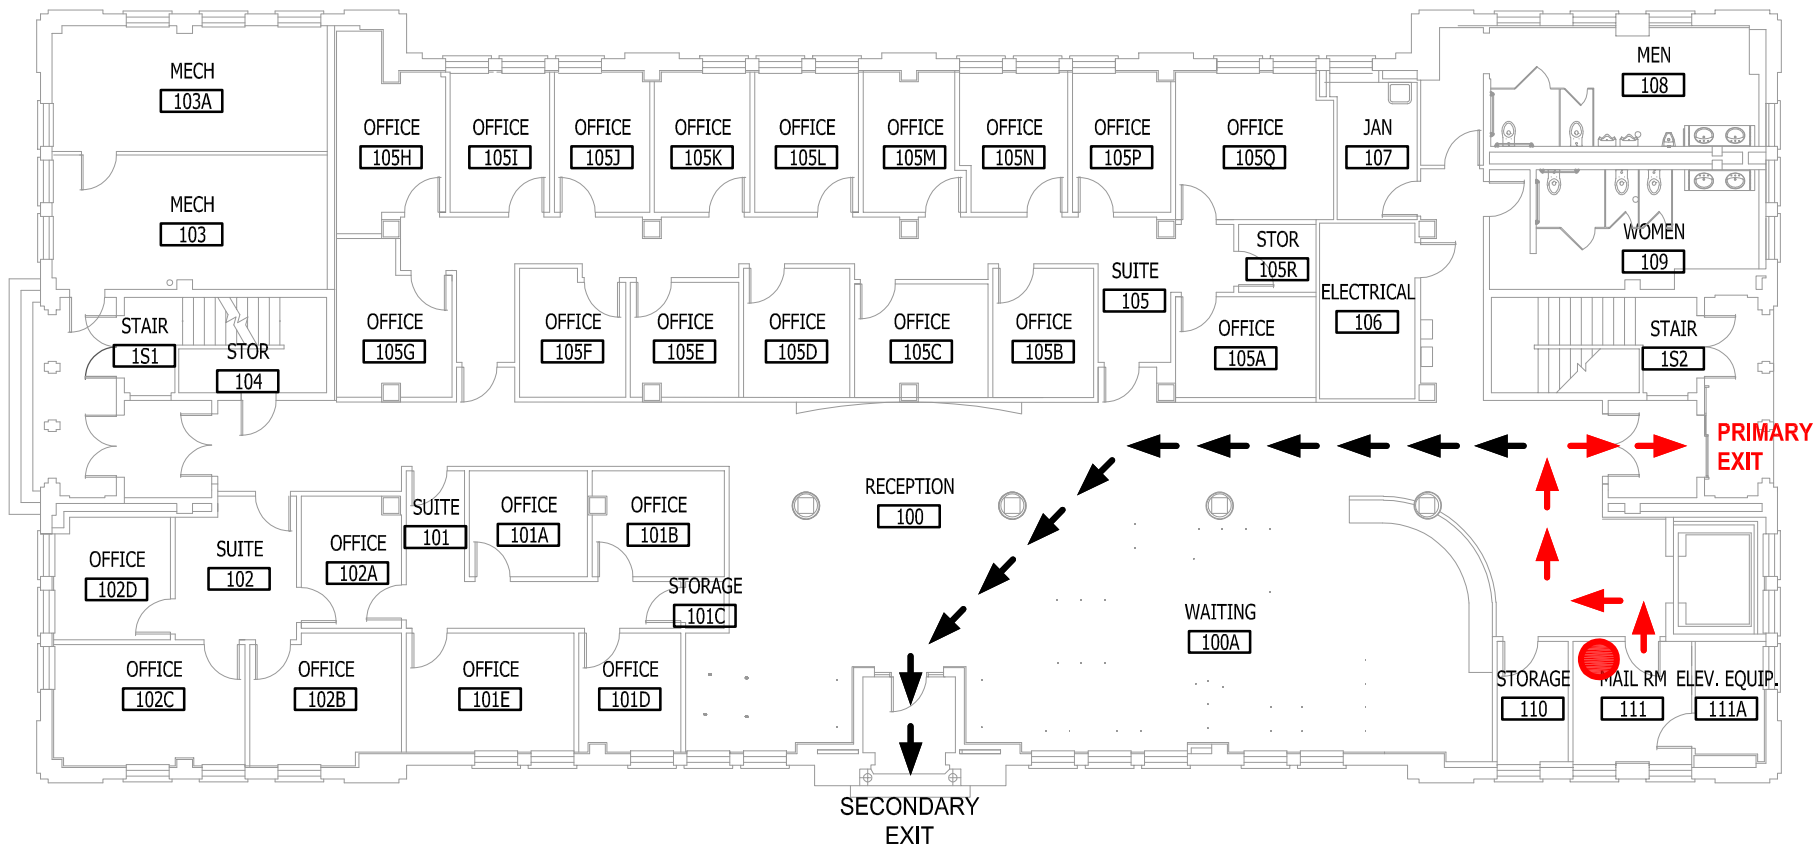 MECH
103A
MECH
103
OFFICE
105H
OFFICE
105I
OFFICE
105J
OFFICE
105K
OFFICE
105L
OFFICE
105M
OFFICE
105N
OFFICE
105P
OFFICE
105Q
JAN
107
MEN
108
WOMEN
109
STOR
105R
SUITE
105
ELECTRICAL
106
STAIR
1S1
STOR
104
OFFICE
105G
OFFICE
105F
OFFICE
105E
OFFICE
105D
OFFICE
105C
OFFICE
105B
OFFICE
105A
STAIR
1S2
PRIMARY
EXIT
RECEPTION
100
SUITE
101
OFFICE
101A
OFFICE
101B
OFFICE
102D
SUITE
102
OFFICE
102A
STORAGE
101C
WAITING
100A
OFFICE
102C
OFFICE
102B
OFFICE
101E
OFFICE
101D
STORAGE
110
MAIL RM
111
ELEV. EQUIP.
111A
SECONDARY
EXIT